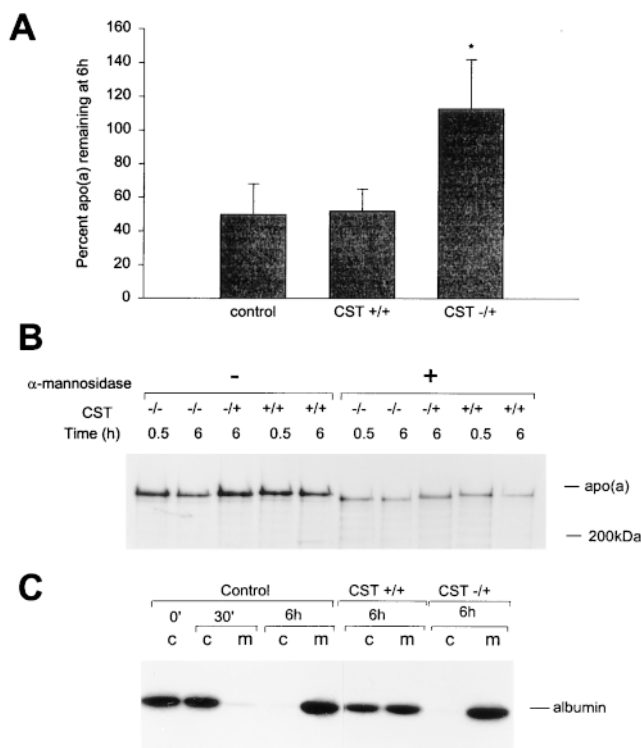 A
Percent apo(a) remaining at 6h
160
140
120
100
80
60
40
20
0
*
control CST +/+ CST -/+
B
α-mannosidase - +
CST -/- -/- -/+ +/+ +/+ -/- -/- -/+ +/+ +/+
Time (h) 0.5 6 6 0.5 6 0.5 6 6 0.5 6
apo(a)
200kDa
C
Control CST +/+ CST -/+
0' 30' 6h 6h 6h
c c m c m c m c m
albumin